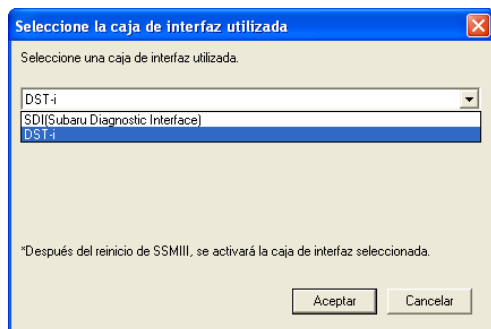 Seleccione la caja de interfaz utilizada
Seleccione una caja de interfaz utilizada.
DST-i
SDI(Subaru Diagnostic Interface)
DST-i
*Después del reinicio de SSMIII, se activará la caja de interfaz seleccionada.
Aceptar
Cancelar